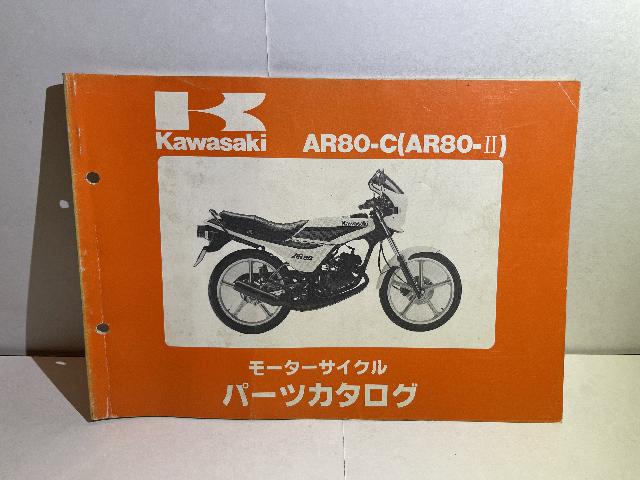 Kawasaki
AR80-C(AR80-II)
Kawasaki
AR80
モーターサイクル
パーツカタログ